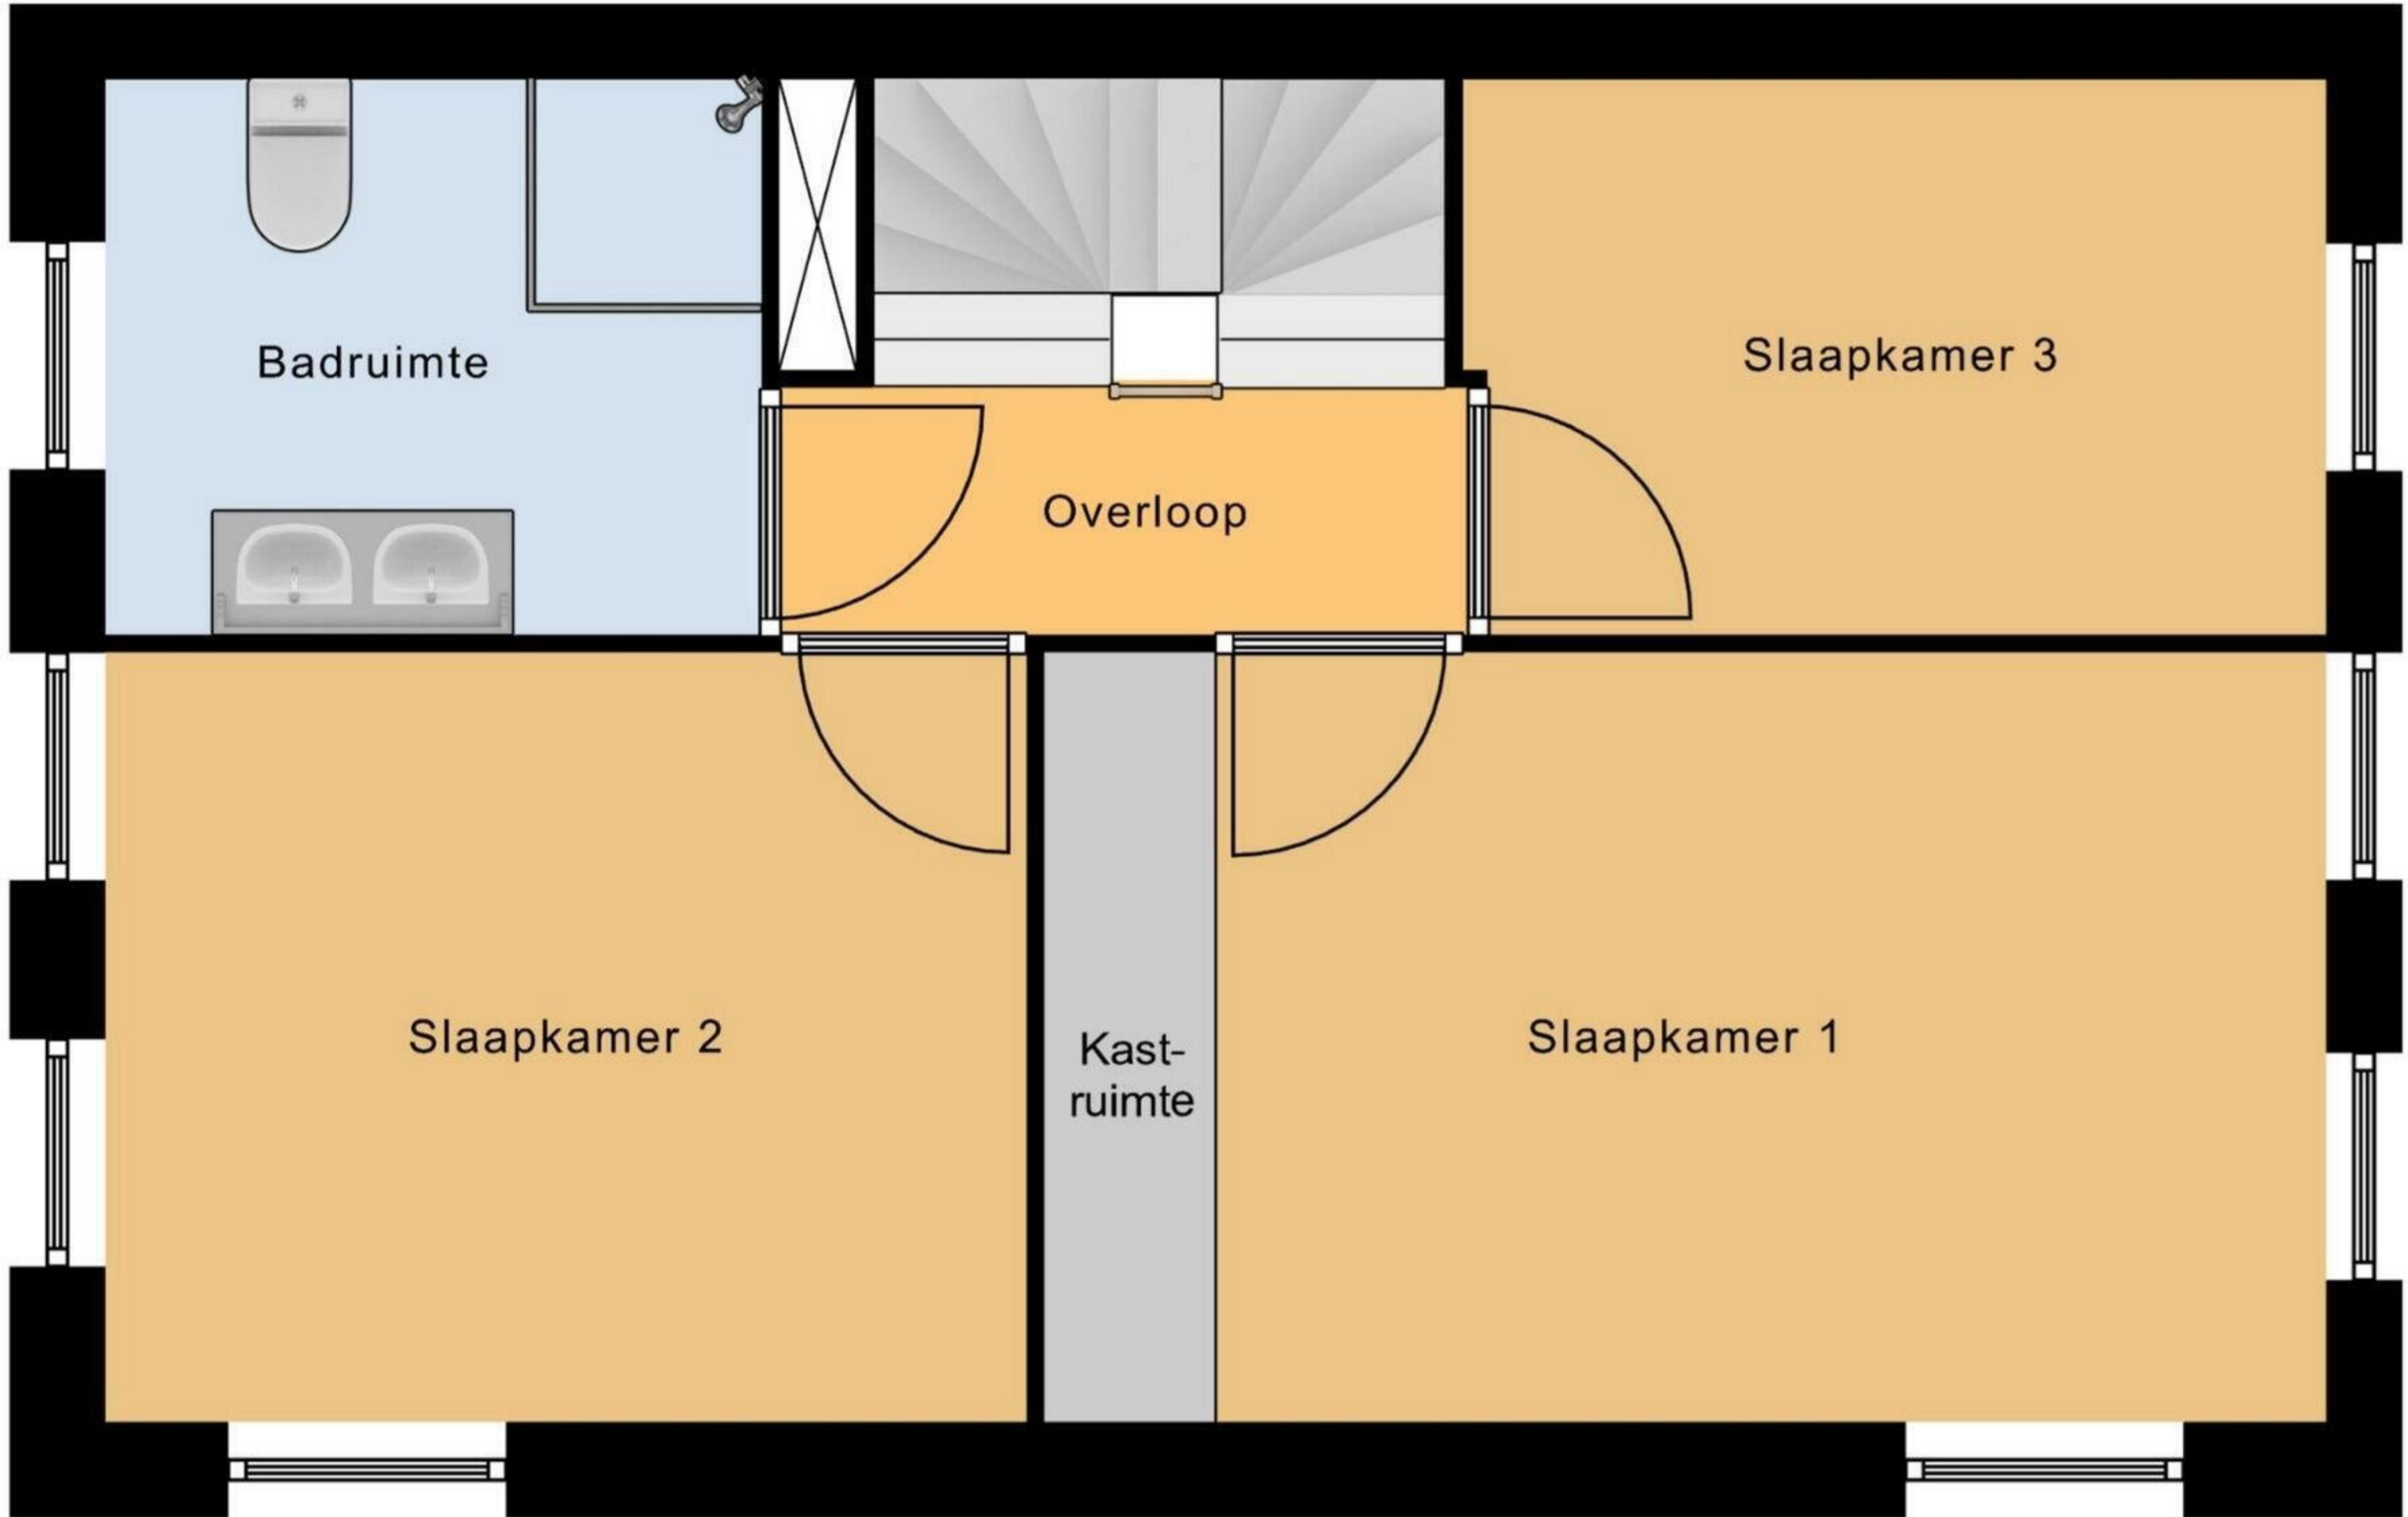 Badruimte
Slaapkamer 3
Overloop
Slaapkamer 2
Kast-
ruimte
Slaapkamer 1